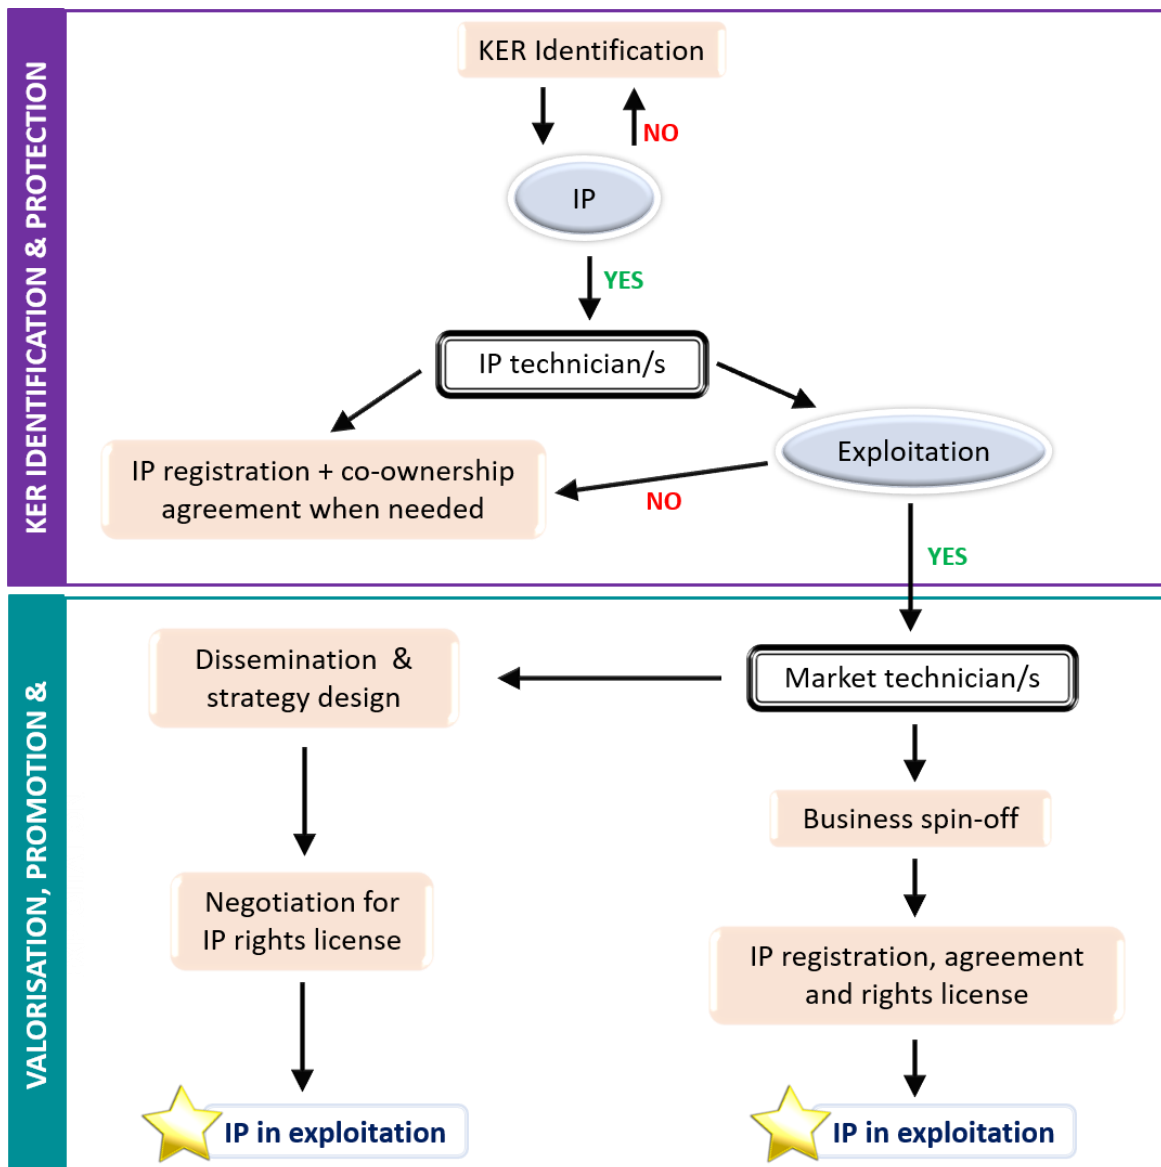 KER IDENTIFICATION & PROTECTION
KER Identification
NO
IP
YES
IP technician/s
IP registration + co-ownership
agreement when needed
Exploitation
NO
YES
VALORISATION, PROMOTION &
Dissemination &
strategy design
Market technician/s
Business spin-off
Negotiation for
IP rights license
IP registration, agreement
and rights license
IP in exploitation
IP in exploitation